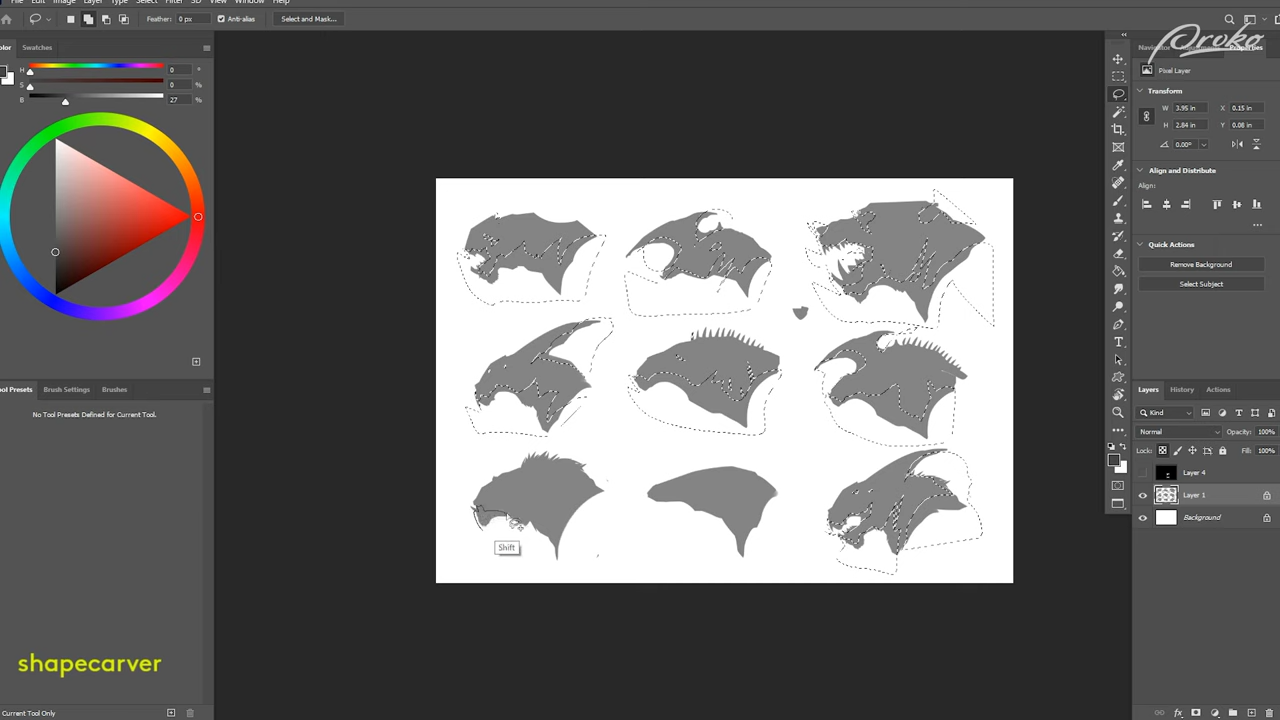 File Edit Image Layer Type Select Filter 3D View Window Help
Feather: 0 px Anti-alias Select and Mask...
Proko
Color Swatches
Properties
H 0 °
S 0 %
B 27 %
Pixel Layer
Transform
W 3.95 in X 0.15 in
H 2.84 in Y 0.08 in
0.00°
Align and Distribute
Align:
Quick Actions
Remove Background
Select Subject
Tool Presets Brush Settings Brushes
No Tool Presets Defined for Current Tool.
Layers History Actions
Kind
Normal Opacity: 100%
Lock: Fill: 100%
Layer 4
Layer 1
Background
Shift
shapecarver
Current Tool Only